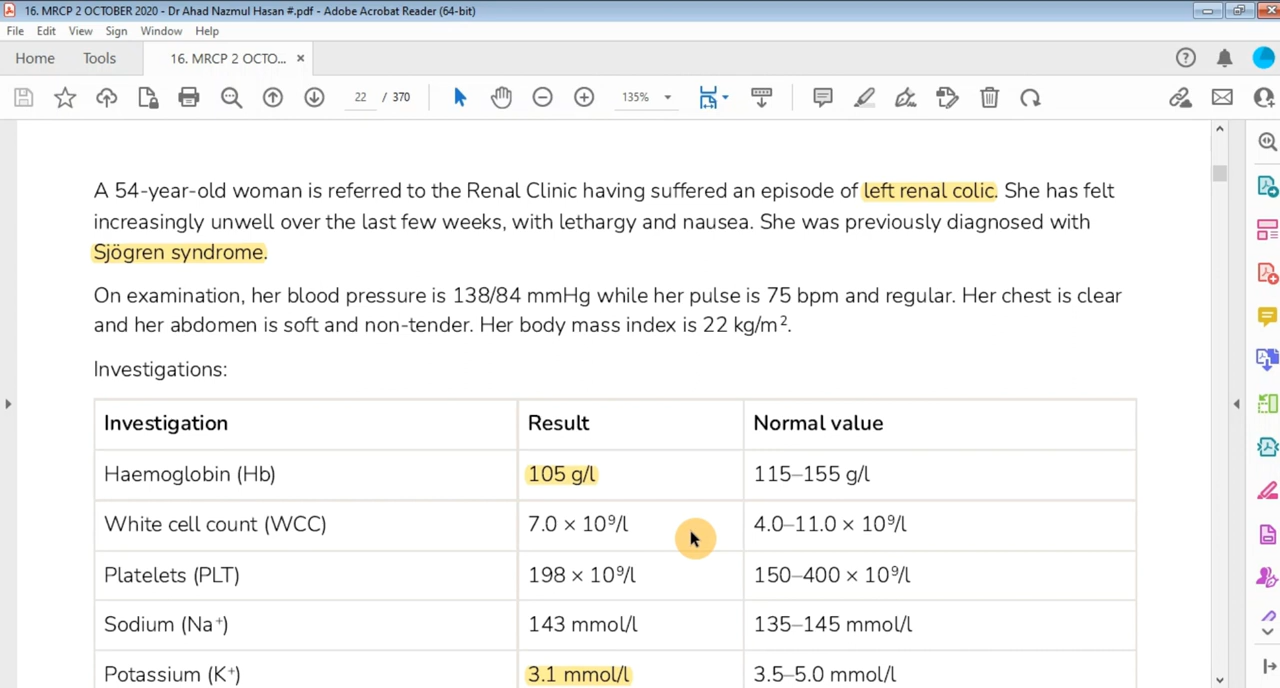 16. MRCP 2 OCTOBER 2020 - Dr Ahad Nazmul Hasan #.pdf - Adobe Acrobat Reader (64-bit)
File Edit View Sign Window Help
Home Tools 16. MRCP 2 OCTO... ×
22 / 370 135%
A 54-year-old woman is referred to the Renal Clinic having suffered an episode of left renal colic. She has felt
increasingly unwell over the last few weeks, with lethargy and nausea. She was previously diagnosed with
Sjögren syndrome.
On examination, her blood pressure is 138/84 mmHg while her pulse is 75 bpm and regular. Her chest is clear
and her abdomen is soft and non-tender. Her body mass index is 22 kg/m².
Investigations:
Investigation Result Normal value
Haemoglobin (Hb) 105 g/l 115–155 g/l
White cell count (WCC) 7.0 × 10⁹/l 4.0–11.0 × 10⁹/l
Platelets (PLT) 198 × 10⁹/l 150–400 × 10⁹/l
Sodium (Na⁺) 143 mmol/l 135–145 mmol/l
Potassium (K⁺) 3.1 mmol/l 3.5–5.0 mmol/l